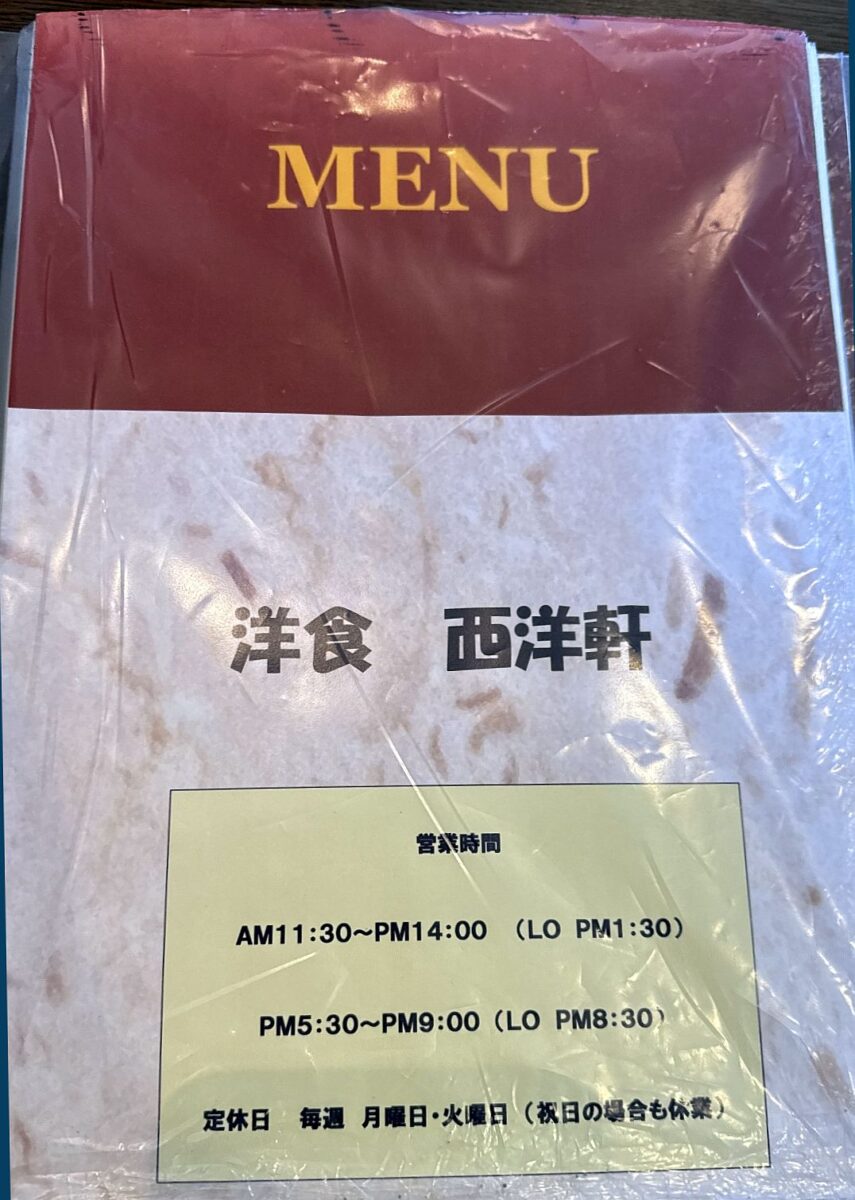 MENU
洋食　西洋軒
営業時間
AM11:30～PM14:00 （LO PM1:30）
PM5:30～PM9:00（LO PM8:30）
定休日　毎週 月曜日・火曜日（祝日の場合も休業）